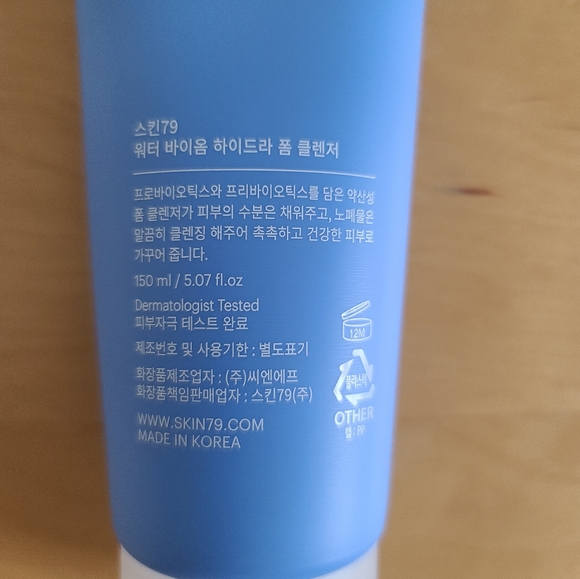 스킨79
워터 바이옴 하이드라 폼 클렌저
프로바이오틱스와 프리바이오틱스를 담은 약산성
폼 클렌저가 피부의 수분은 채워주고, 노폐물은
말끔히 클렌징 해주어 촉촉하고 건강한 피부로
가꾸어 줍니다.
150 ml / 5.07 fl.oz
Dermatologist Tested
피부자극 테스트 완료
12M
제조번호 및 사용기한 : 별도표기
화장품제조업자 : (주)씨엔에프
화장품책임판매업자 : 스킨79(주)
플라스틱
OTHER
캡 : PP
WWW.SKIN79.COM
MADE IN KOREA